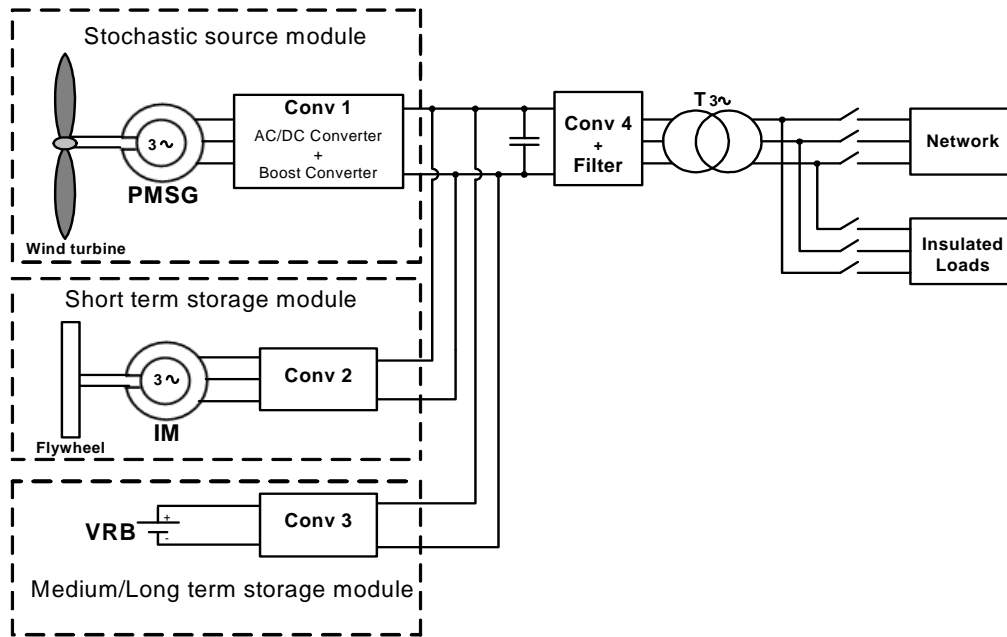 Stochastic source module
Conv 1
AC/DC Converter
+
Boost Converter
3~
PMSG
Wind turbine
Conv 4
+
Filter
T 3~
Network
Insulated
Loads
Short term storage module
3~
Conv 2
IM
Flywheel
VRB
+
-
Conv 3
Medium/Long term storage module